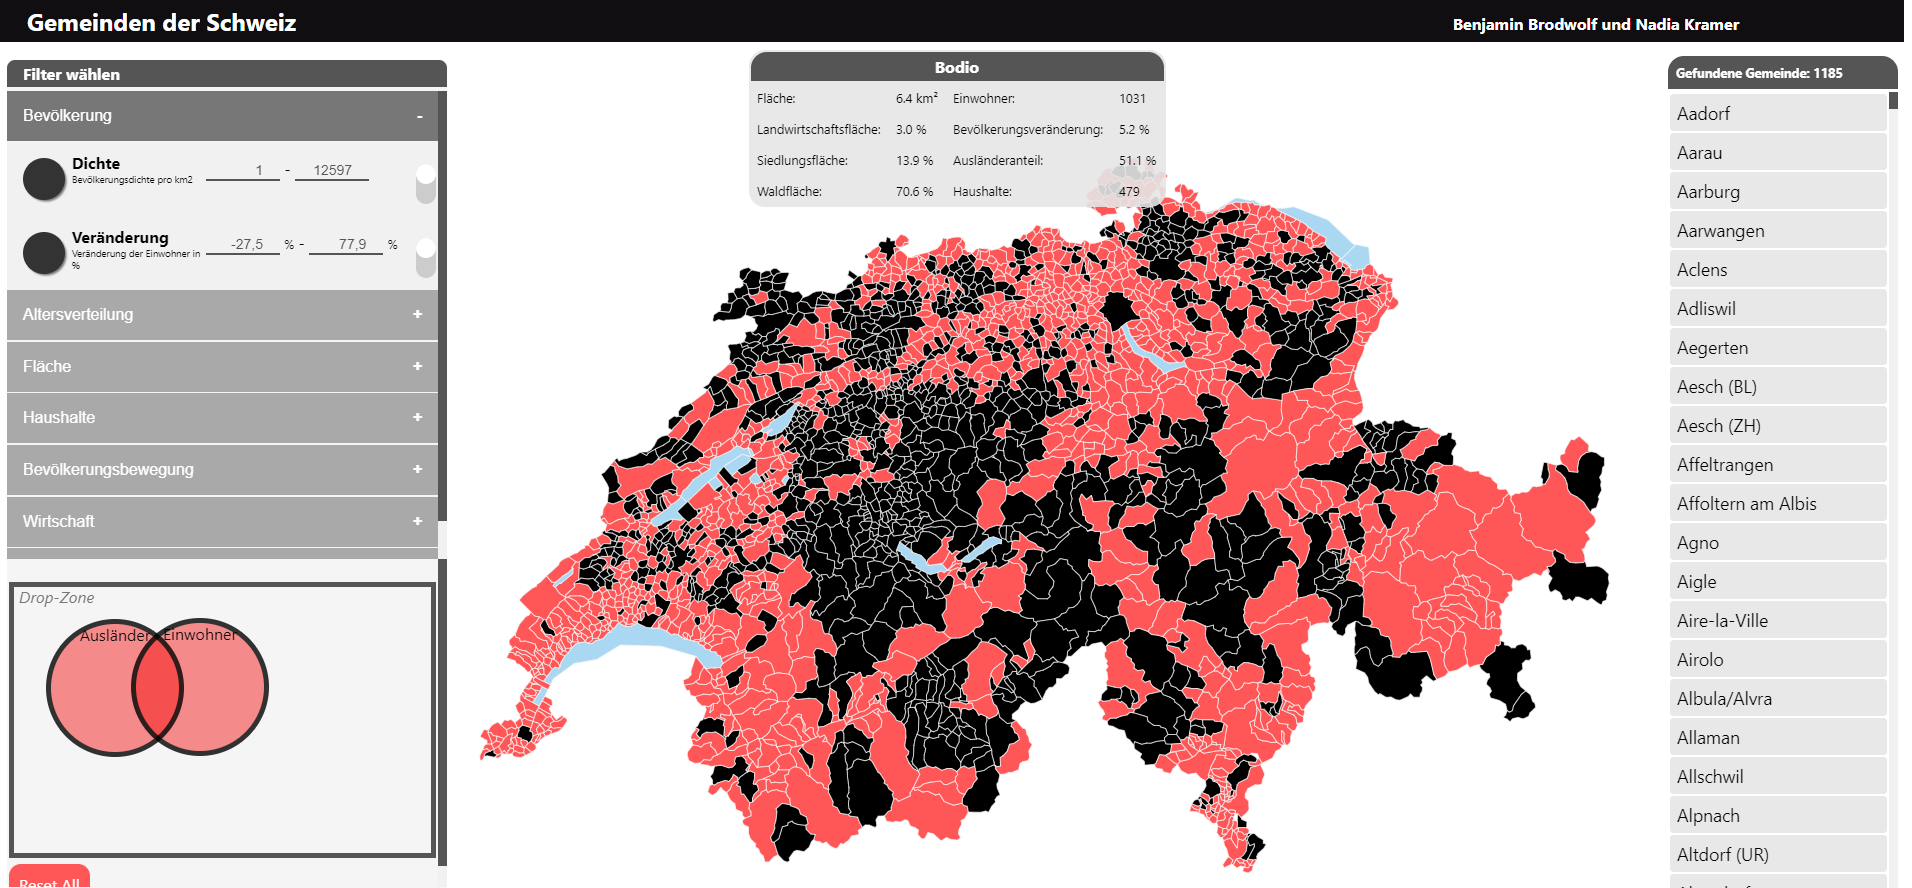 Gemeinden der Schweiz
Benjamin Brodwolf und Nadia Kramer
Filter wählen
Bevölkerung -
Dichte
Bevölkerungsdichte pro km2
1 - 12597
Veränderung
Veränderung der Einwohner in
%
-27,5 % - 77,9 %
Altersverteilung +
Fläche +
Haushalte +
Bevölkerungsbewegung +
Wirtschaft +
Drop-Zone
Ausländer Einwohner
Reset All
Bodio
Fläche: 6.4 km² Einwohner: 1031
Landwirtschaftsfläche: 3.0 % Bevölkerungsveränderung: 5.2 %
Siedlungsfläche: 13.9 % Ausländeranteil: 51.1 %
Waldfläche: 70.6 % Haushalte: 479
Gefundene Gemeinde: 1185
Aadorf
Aarau
Aarburg
Aarwangen
Aclens
Adliswil
Aegerten
Aesch (BL)
Aesch (ZH)
Affeltrangen
Affoltern am Albis
Agno
Aigle
Aire-la-Ville
Airolo
Albula/Alvra
Allaman
Allschwil
Alpnach
Altdorf (UR)